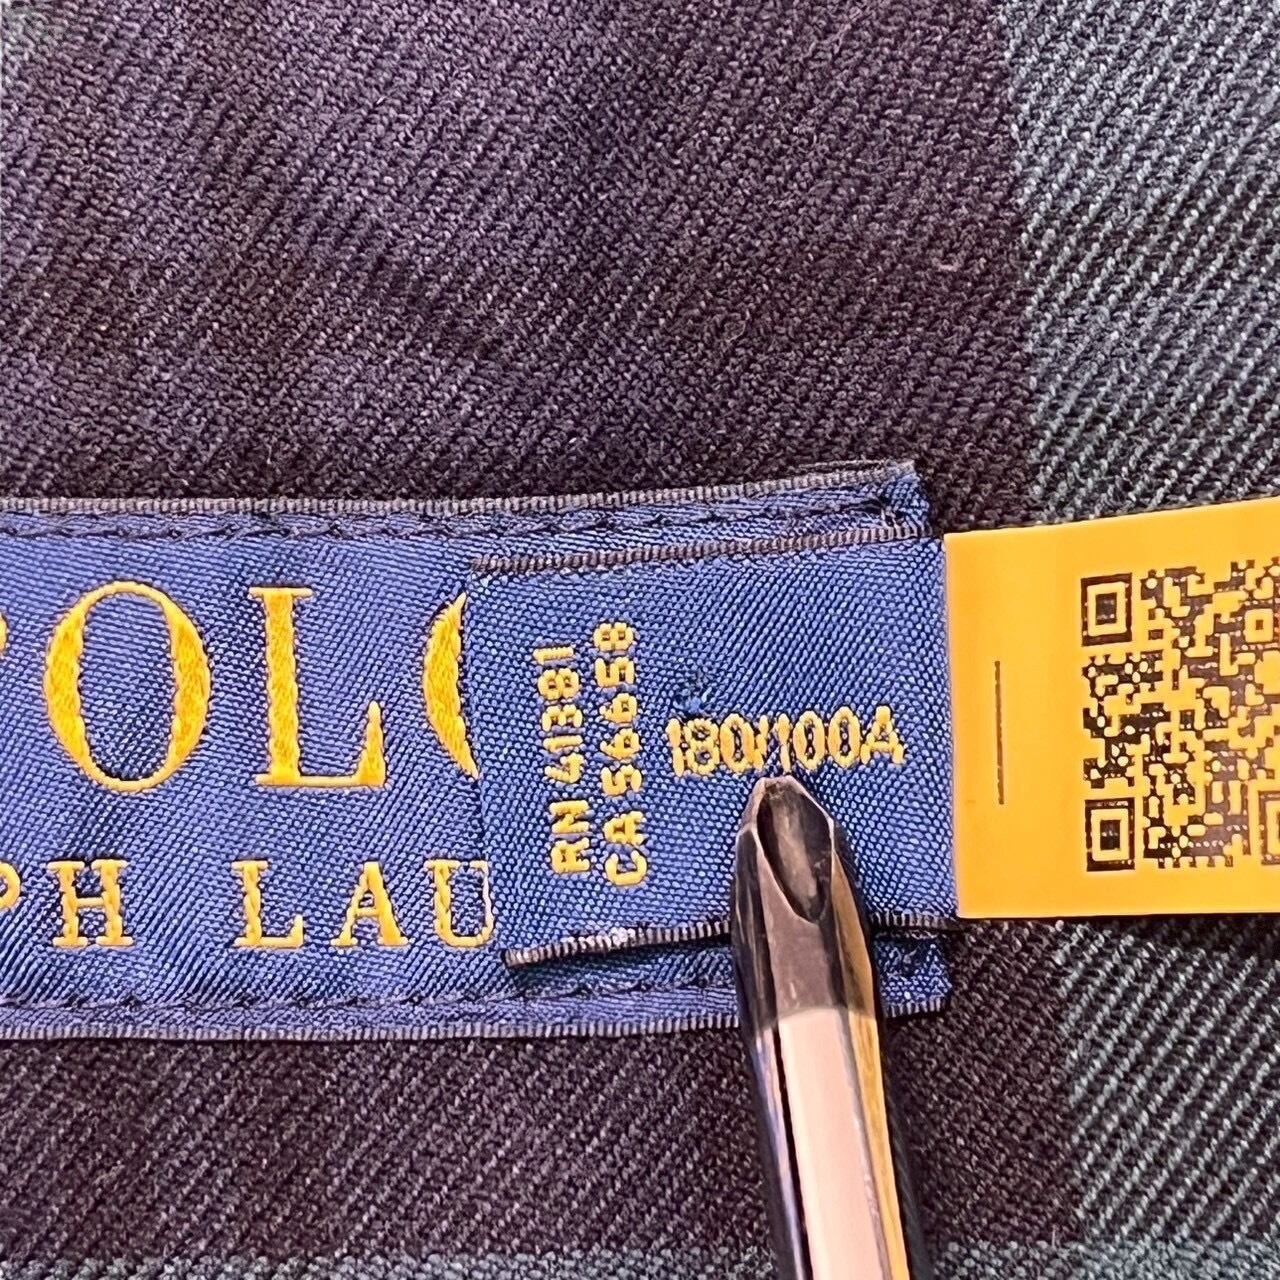 POLO
PH LAU
RN 41381
CA 56658
180/100A